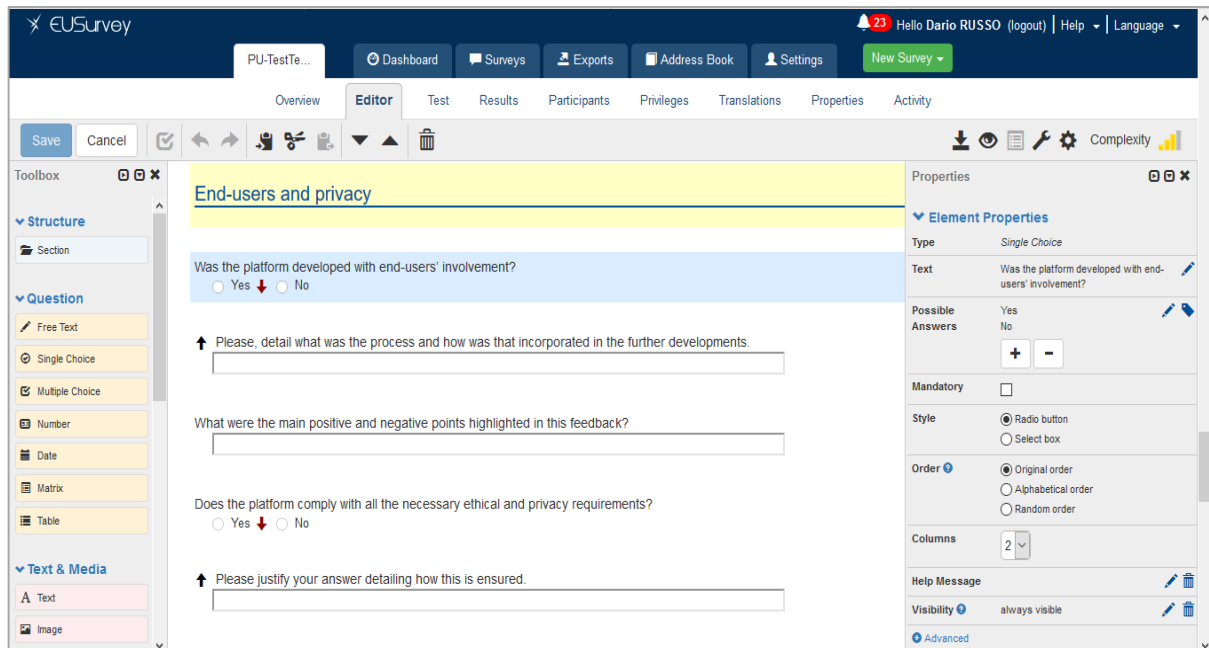 EUSurvey
23 Hello Dario RUSSO (logout) | Help | Language
PU-TestTe... Dashboard Surveys Exports Address Book Settings New Survey
Overview Editor Test Results Participants Privileges Translations Properties Activity
Save Cancel Complexity
Toolbox
Structure
Section
Question
Free Text
Single Choice
Multiple Choice
Number
Date
Matrix
Table
Text & Media
A Text
Image
End-users and privacy
Was the platform developed with end-users' involvement?
Yes No
Please, detail what was the process and how was that incorporated in the further developments.
What were the main positive and negative points highlighted in this feedback?
Does the platform comply with all the necessary ethical and privacy requirements?
Yes No
Please justify your answer detailing how this is ensured.
Properties
Element Properties
Type Single Choice
Text Was the platform developed with end-
users' involvement?
Possible Yes
Answers No
+ -
Mandatory
Style Radio button
Select box
Order Original order
Alphabetical order
Random order
Columns 2
Help Message
Visibility always visible
Advanced